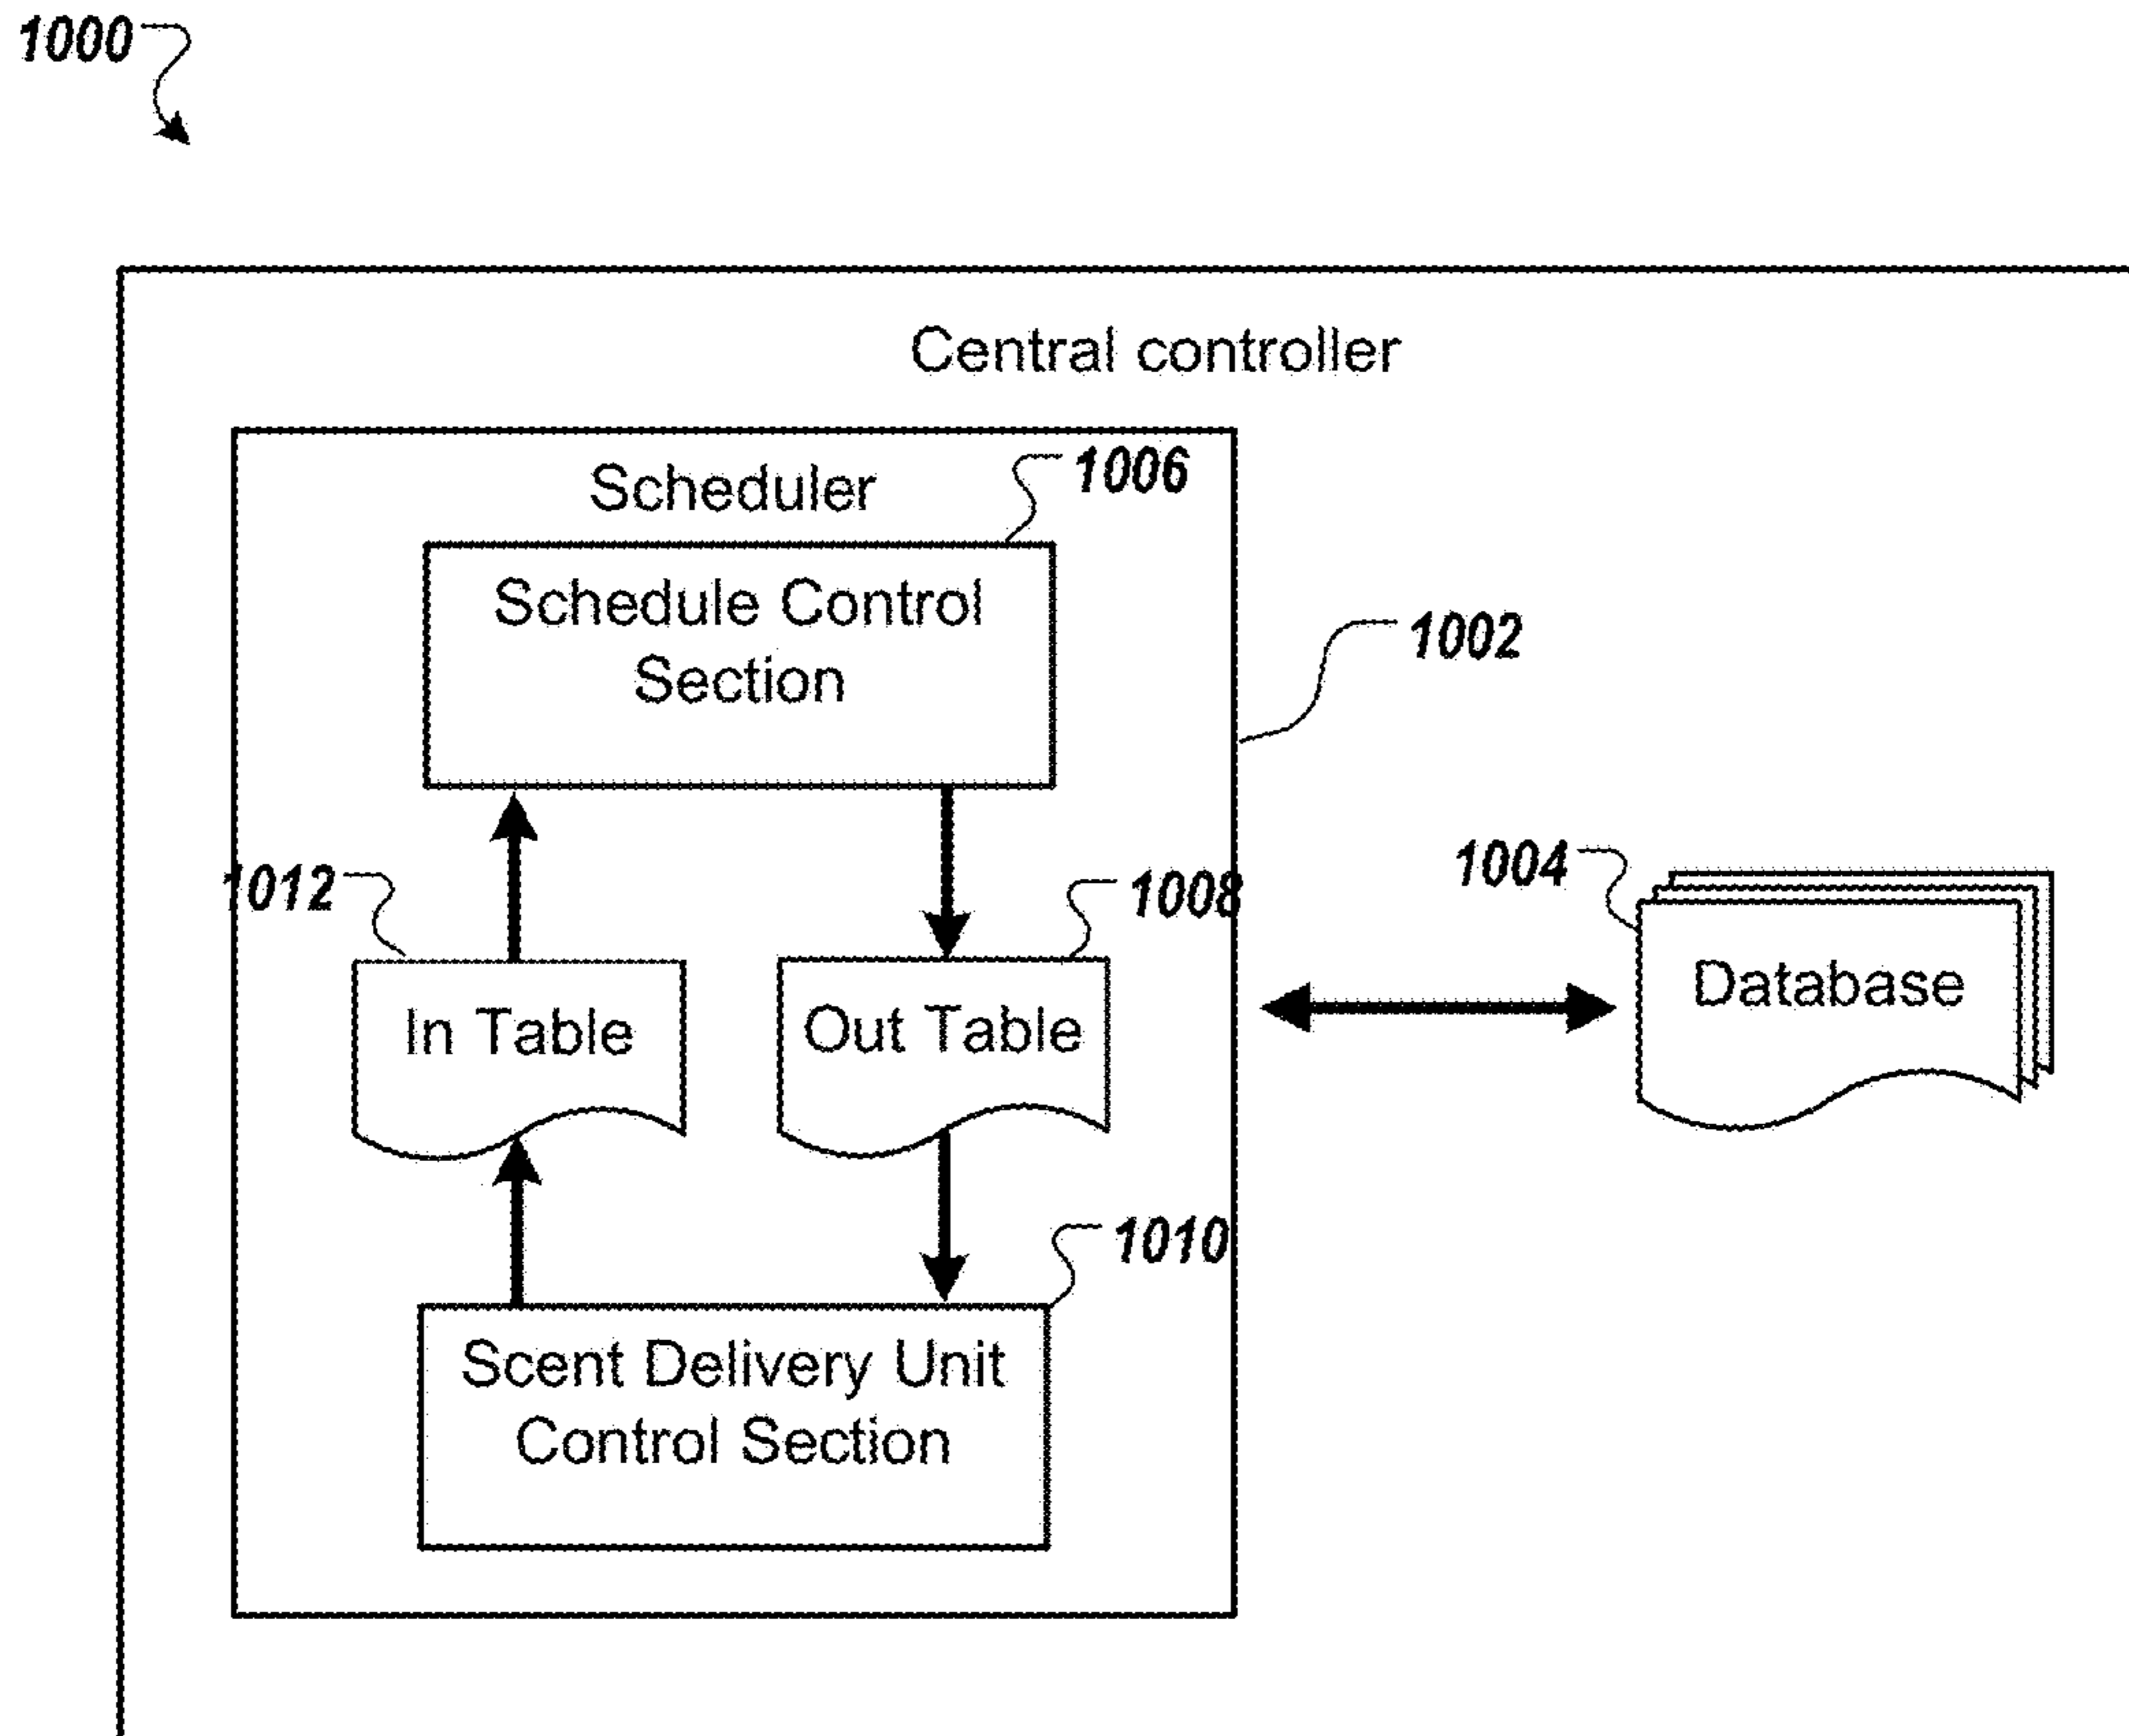 1000
Central controller
Scheduler
1006
Schedule Control
Section
1002
1012
1008
1004
In Table
Out Table
Database
1010
Scent Delivery Unit
Control Section